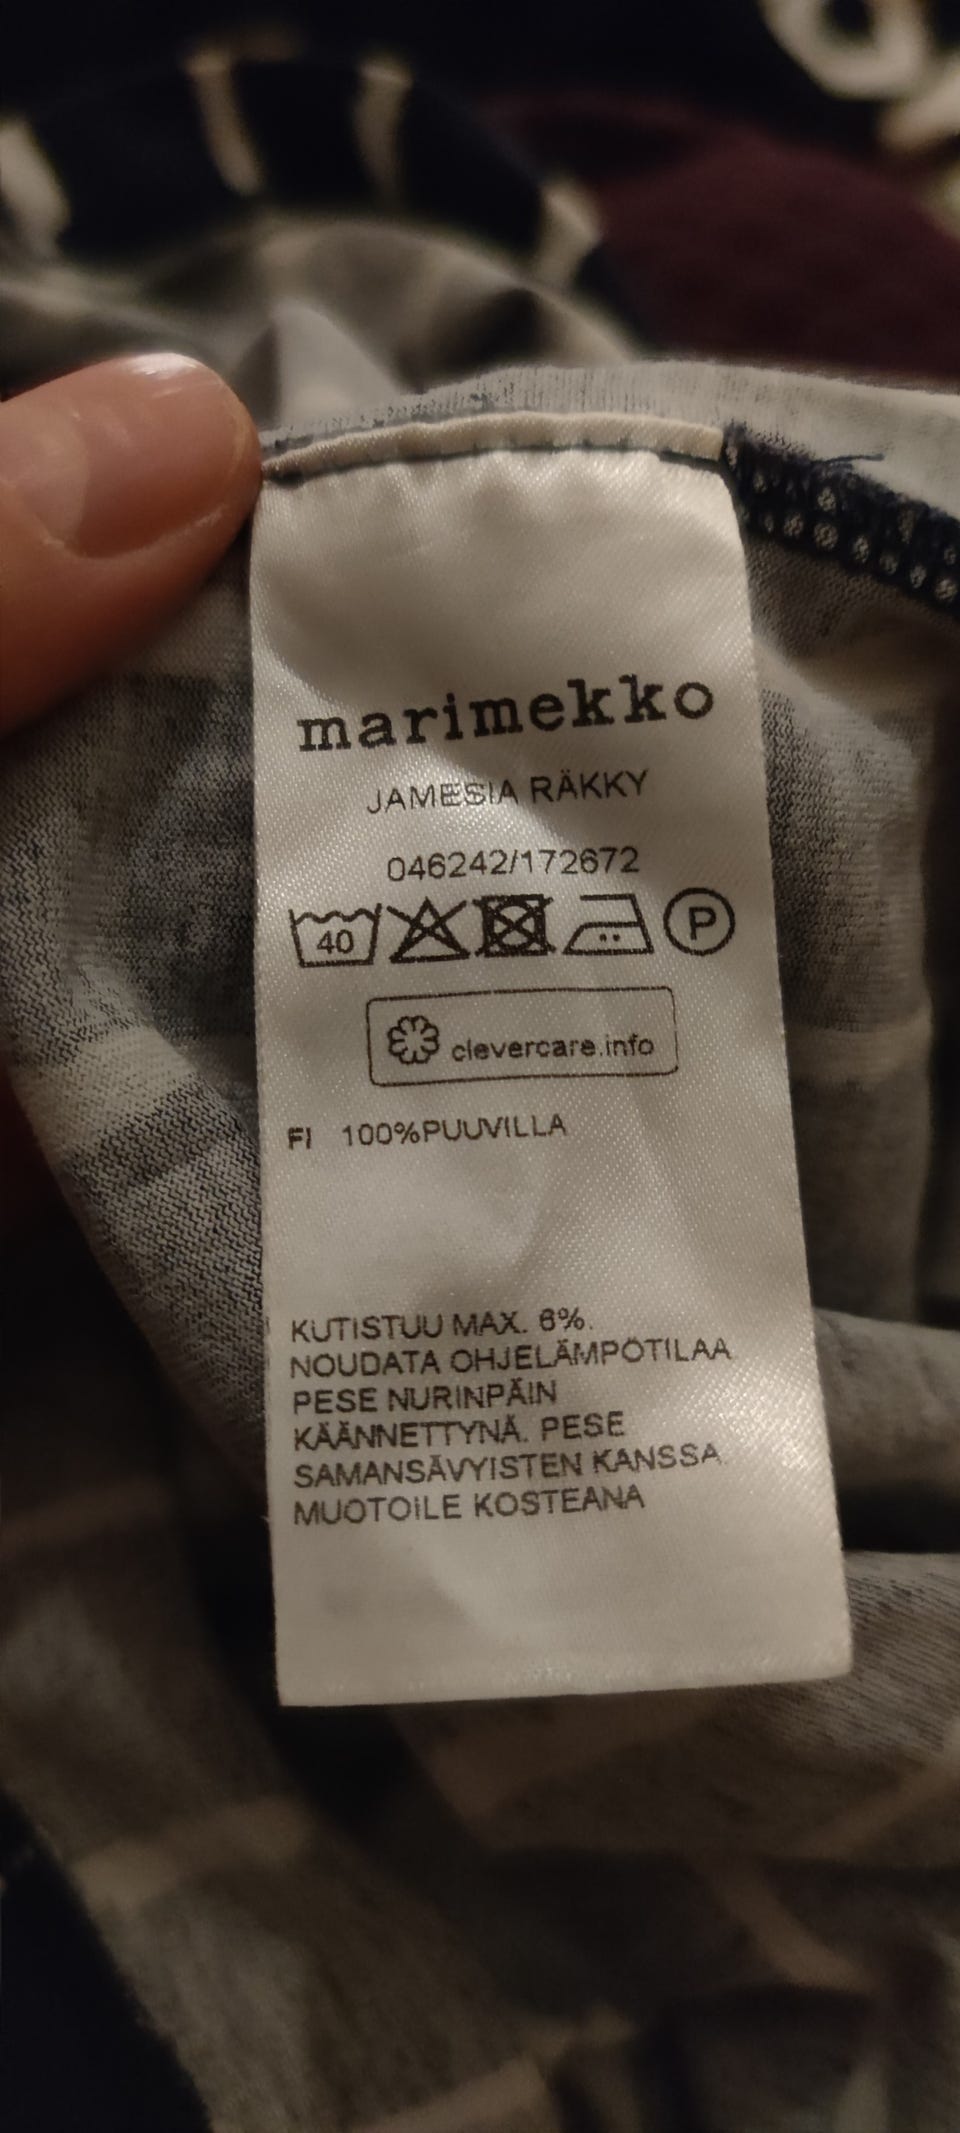 marimekko
JAMESIA RÄKKY
046242/172672
40 P
clevercare.info
FI 100%PUUVILLA
KUTISTUU MAX. 6%.
NOUDATA OHJELÄMPÖTILAA
PESE NURINPÄIN
KÄÄNNETTYNÄ. PESE
SAMANSÄVYISTEN KANSSA.
MUOTOILE KOSTEANA